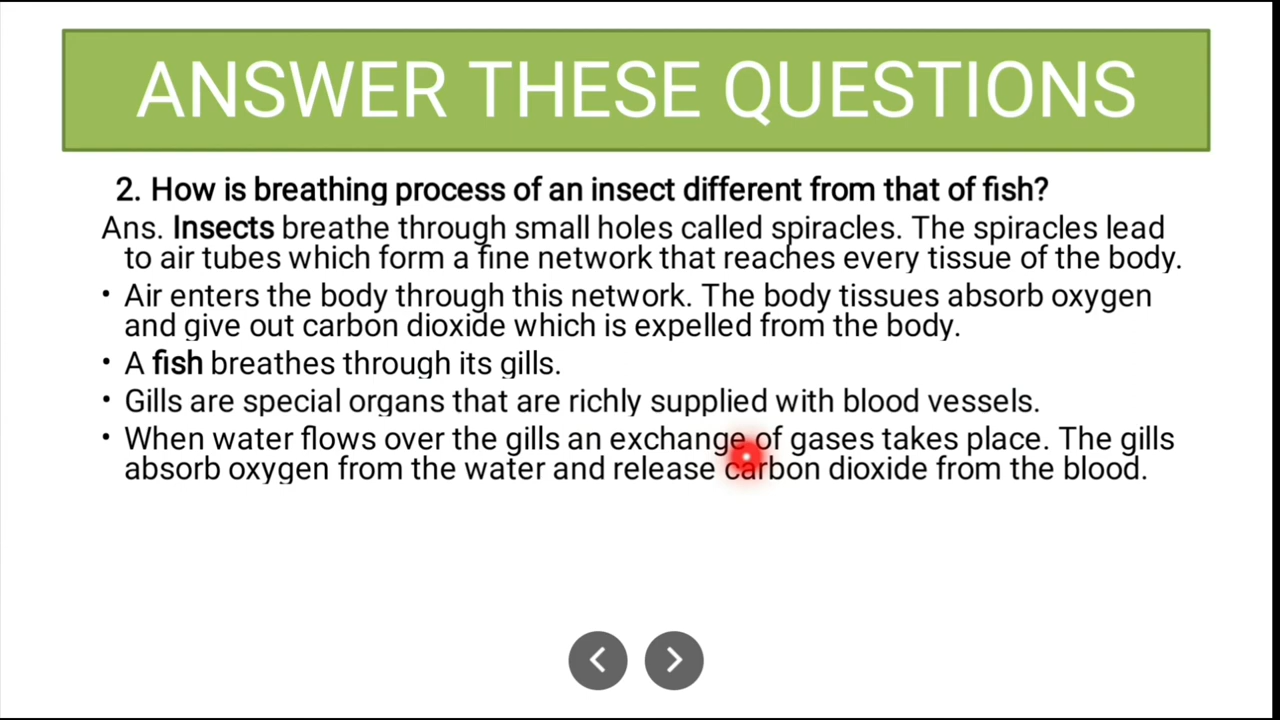 ANSWER THESE QUESTIONS
2. How is breathing process of an insect different from that of fish?
Ans. Insects breathe through small holes called spiracles. The spiracles lead
to air tubes which form a fine network that reaches every tissue of the body.
• Air enters the body through this network. The body tissues absorb oxygen
and give out carbon dioxide which is expelled from the body.
• A fish breathes through its gills.
• Gills are special organs that are richly supplied with blood vessels.
• When water flows over the gills an exchange of gases takes place. The gills
absorb oxygen from the water and release carbon dioxide from the blood.